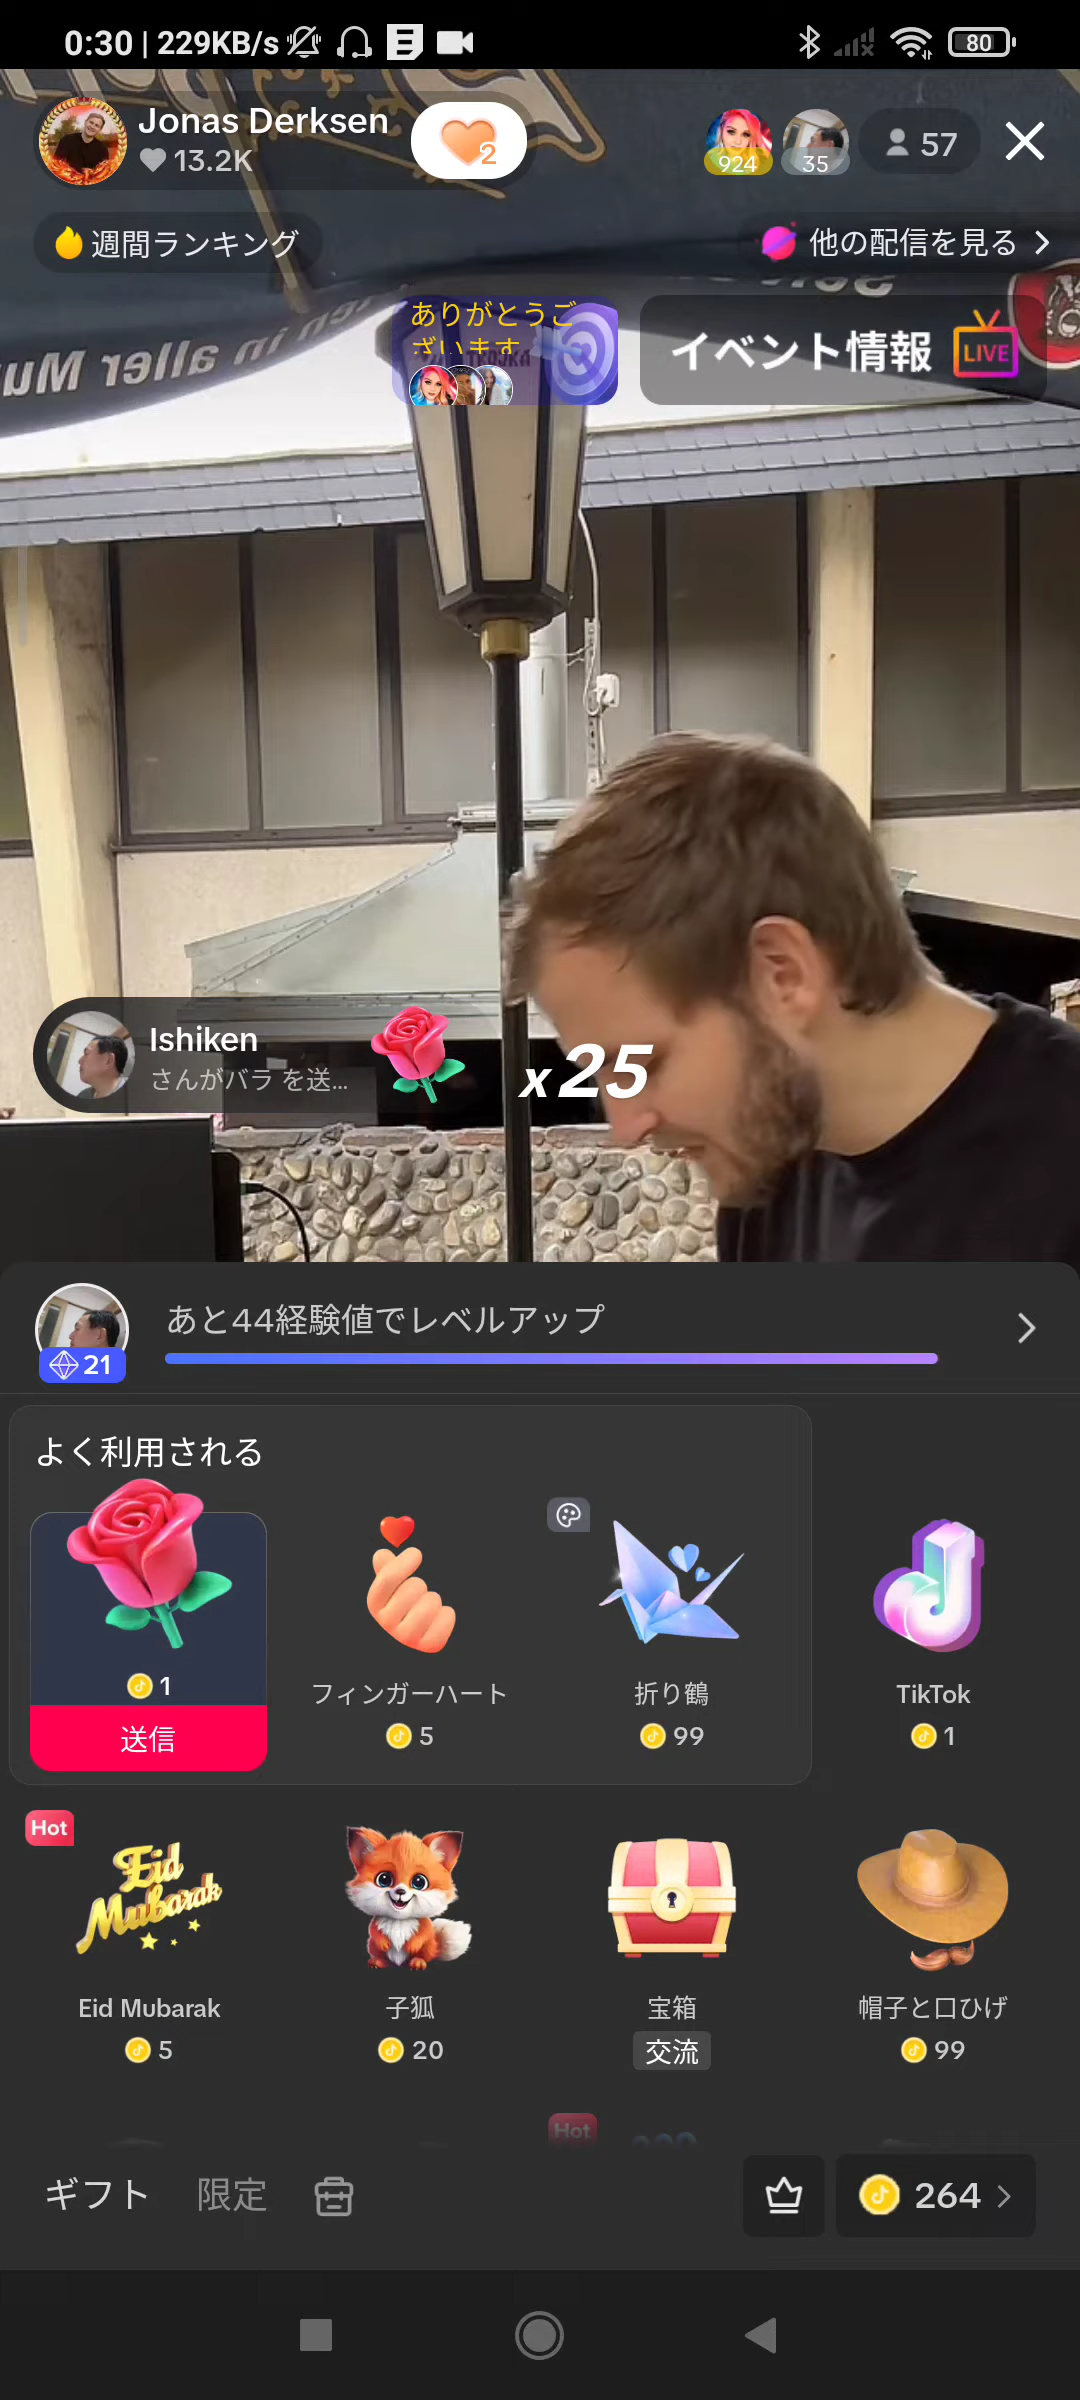 0:30 | 229KB/s
80
Jonas Derksen
13.2K
2
924
35
57
週間ランキング
他の配信を見る
ありがとうご
ざいます
イベント情報
LIVE
in aller Mun
Ishiken
さんがバラ を送...
x25
あと44経験値でレベルアップ
21
よく利用される
1
送信
フィンガーハート
5
折り鶴
99
TikTok
1
Hot
Eid Mubarak
Eid Mubarak
5
子狐
20
宝箱
交流
帽子と口ひげ
99
Hot
ギフト
限定
264